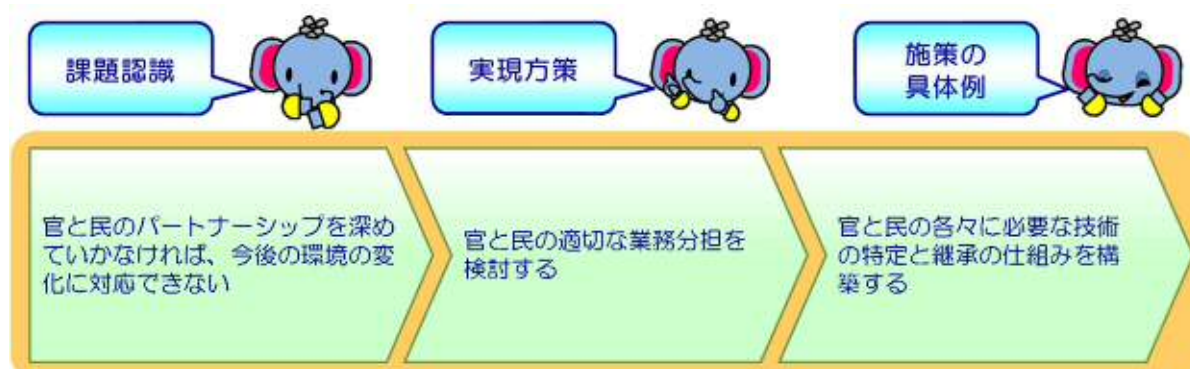 課題認識
実現方策
施策の
具体例
官と民のパートナーシップを深め
ていかなければ、今後の環境の変
化に対応できない
官と民の適切な業務分担を
検討する
官と民の各々に必要な技術
の特定と継承の仕組みを構
築する